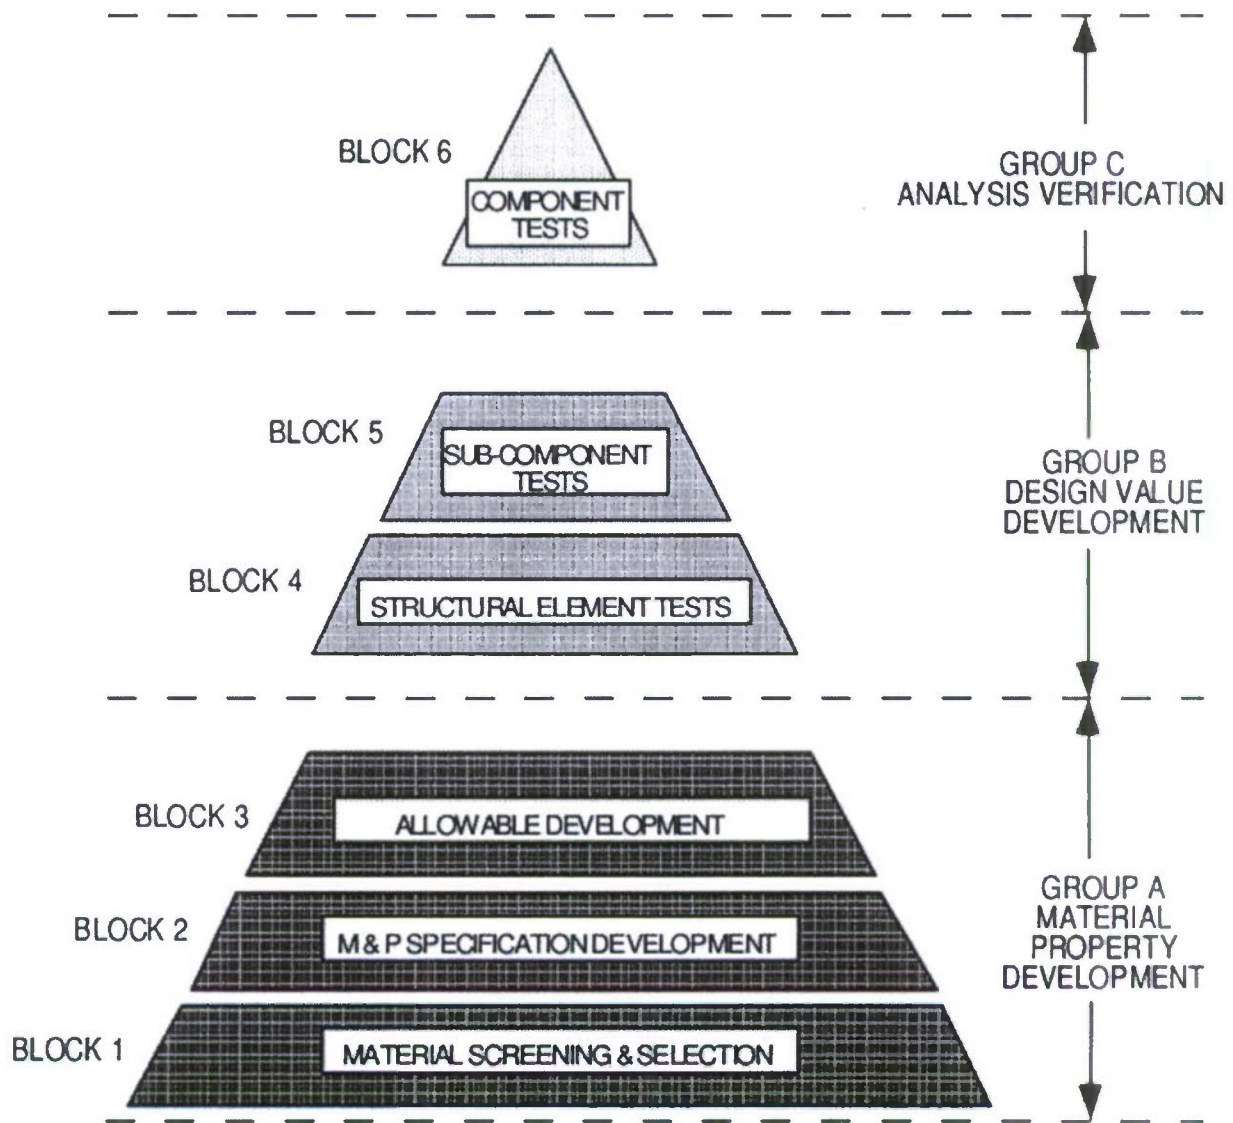 BLOCK 6
COMPONENT
TESTS
GROUP C
ANALYSIS VERIFICATION
BLOCK 5
SUB-COMPONENT
TESTS
GROUP B
DESIGN VALUE
DEVELOPMENT
BLOCK 4
STRUCTURAL ELEMENT TESTS
BLOCK 3
ALLOWABLE DEVELOPMENT
GROUP A
MATERIAL
PROPERTY
DEVELOPMENT
BLOCK 2
M & P SPECIFICATION DEVELOPMENT
BLOCK 1
MATERIAL SCREENING & SELECTION